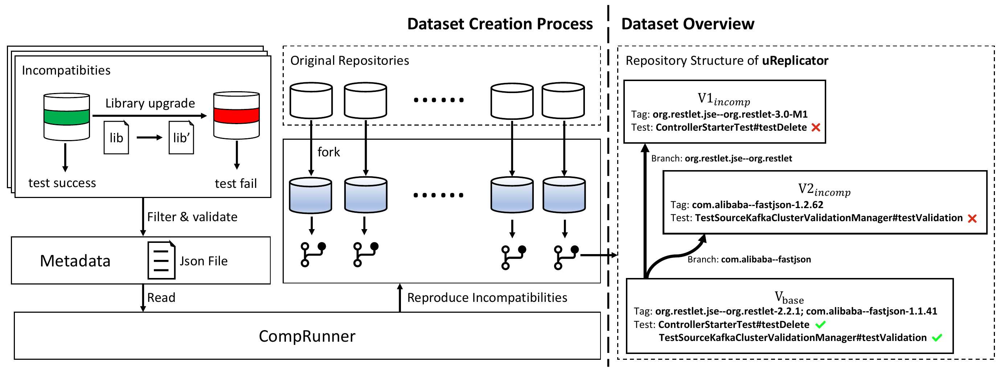 Dataset Creation Process
Incompatibities
Library upgrade
lib
lib’
test success
test fail
Filter & validate
Metadata
Json File
Read
CompRunner
Original Repositories
fork
Reproduce Incompatibilities
Dataset Overview
Repository Structure of uReplicator
V1incomp
Tag: org.restlet.jse--org.restlet-3.0-M1
Test: ControllerStarterTest#testDelete
Branch: org.restlet.jse--org.restlet
V2incomp
Tag: com.alibaba--fastjson-1.2.62
Test: TestSourceKafkaClusterValidationManager#testValidation
Branch: com.alibaba--fastjson
Vbase
Tag: org.restlet.jse--org.restlet-2.2.1; com.alibaba--fastjson-1.1.41
Test: ControllerStarterTest#testDelete
TestSourceKafkaClusterValidationManager#testValidation